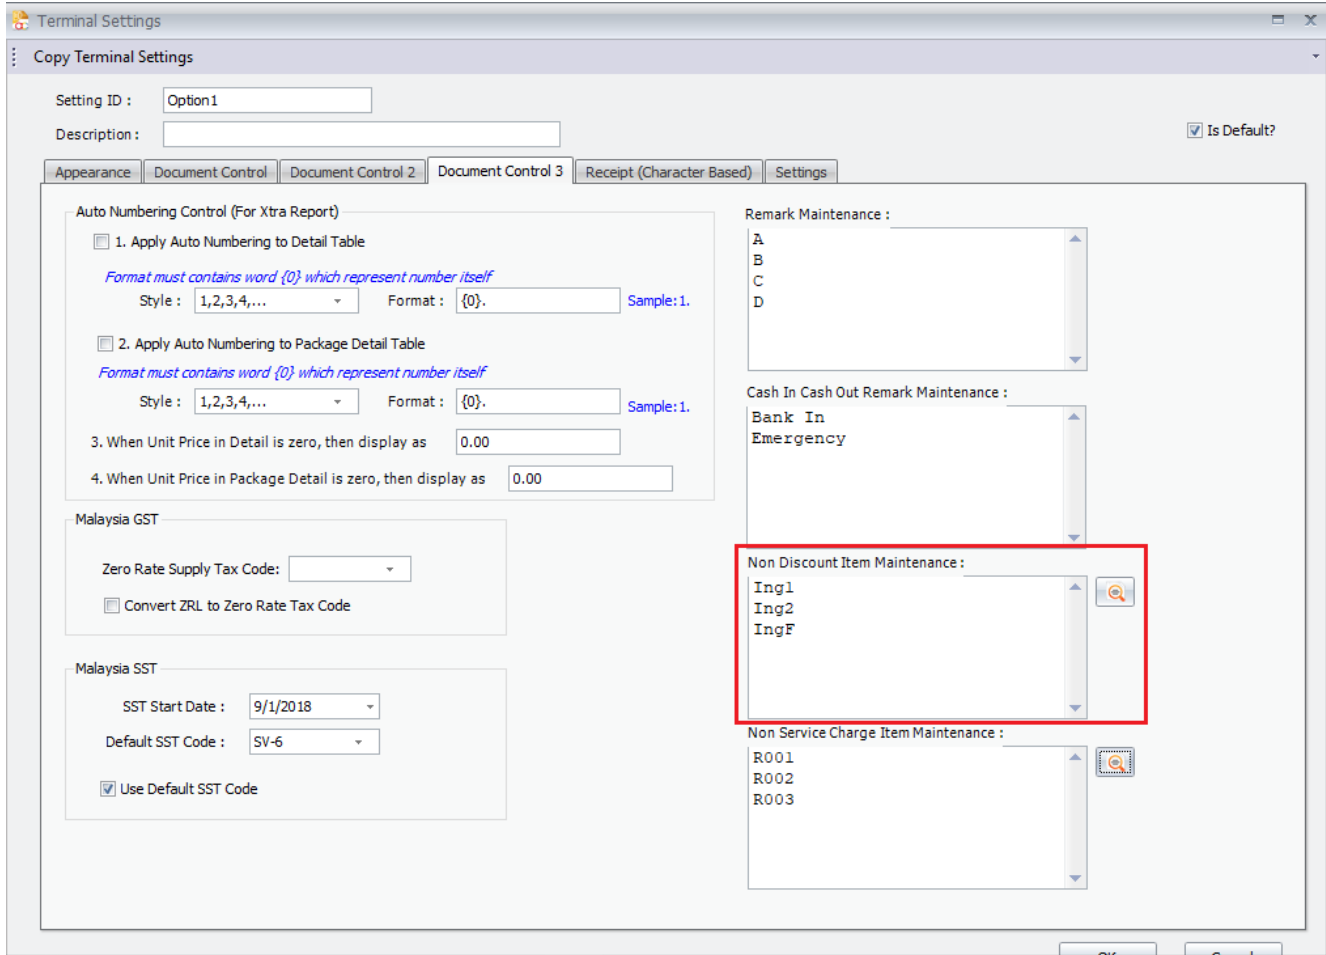 Terminal Settings
Copy Terminal Settings
Setting ID : Option1
Description :
Is Default?
Appearance Document Control Document Control 2 Document Control 3 Receipt (Character Based) Settings
Auto Numbering Control (For Xtra Report)
1. Apply Auto Numbering to Detail Table
Format must contains word {0} which represent number itself
Style : 1,2,3,4,... Format : {0}. Sample:1.
2. Apply Auto Numbering to Package Detail Table
Format must contains word {0} which represent number itself
Style : 1,2,3,4,... Format : {0}. Sample:1.
3. When Unit Price in Detail is zero, then display as 0.00
4. When Unit Price in Package Detail is zero, then display as 0.00
Malaysia GST
Zero Rate Supply Tax Code:
Convert ZRL to Zero Rate Tax Code
Malaysia SST
SST Start Date : 9/1/2018
Default SST Code : SV-6
Use Default SST Code
Remark Maintenance :
A
B
C
D
Cash In Cash Out Remark Maintenance :
Bank In
Emergency
Non Discount Item Maintenance :
Ing1
Ing2
IngF
Non Service Charge Item Maintenance :
R001
R002
R003